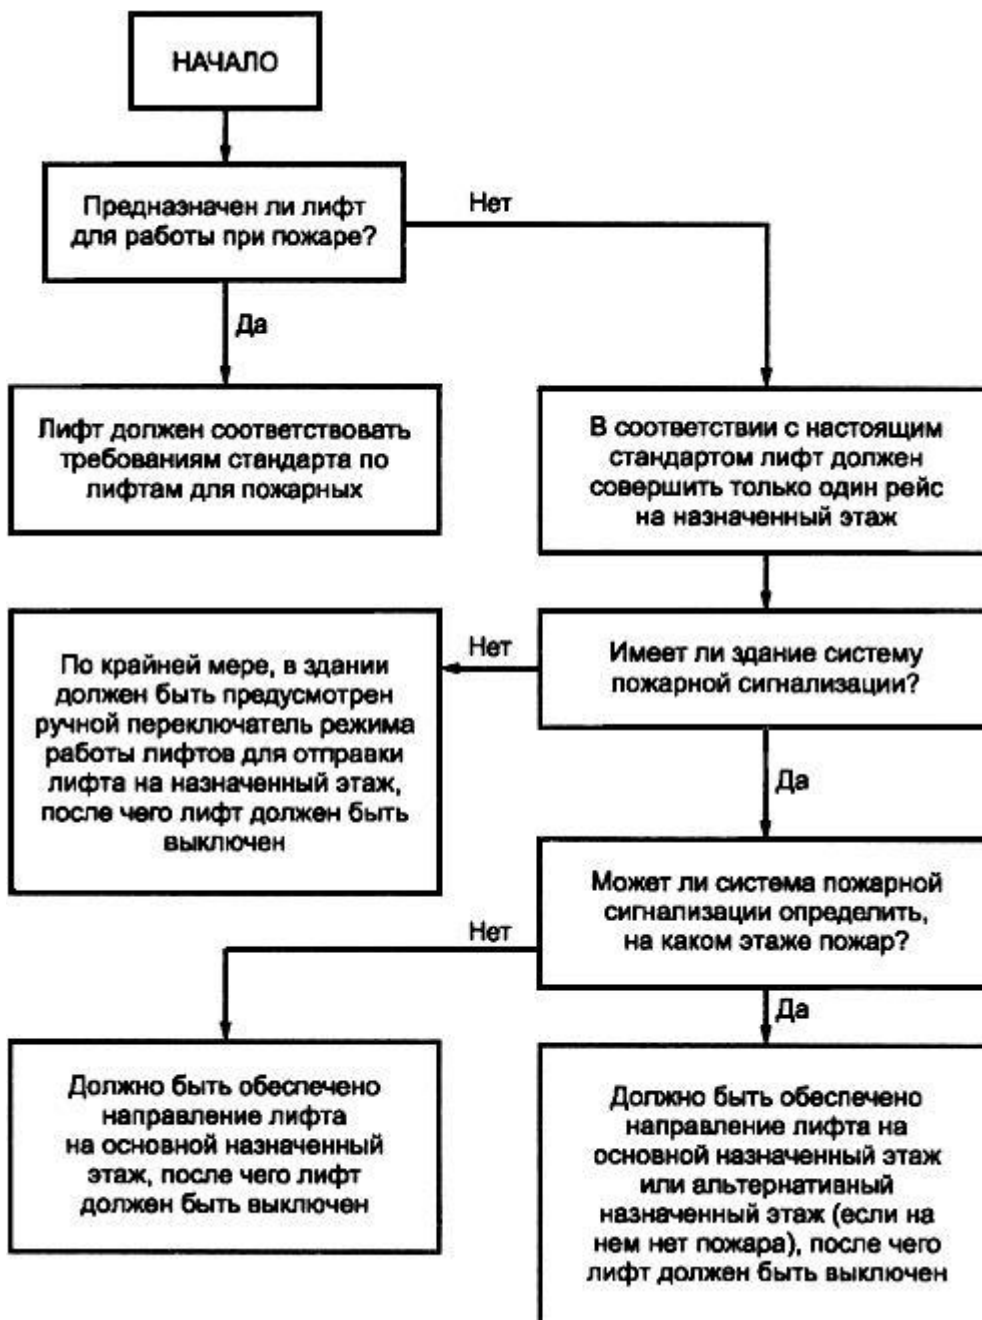 НАЧАЛО
Предназначен ли лифт
для работы при пожаре?
Нет
Да
Лифт должен соответствовать
требованиям стандарта по
лифтам для пожарных
В соответствии с настоящим
стандартом лифт должен
совершить только один рейс
на назначенный этаж
Имеет ли здание систему
пожарной сигнализации?
Нет
По крайней мере, в здании
должен быть предусмотрен
ручной переключатель режима
работы лифтов для отправки
лифта на назначенный этаж,
после чего лифт должен быть
выключен
Да
Может ли система пожарной
сигнализации определить,
на каком этаже пожар?
Нет
Да
Должно быть обеспечено
направление лифта
на основной назначенный
этаж, после чего лифт
должен быть выключен
Должно быть обеспечено
направление лифта на
основной назначенный этаж
или альтернативный
назначенный этаж (если на
нем нет пожара), после чего
лифт должен быть выключен